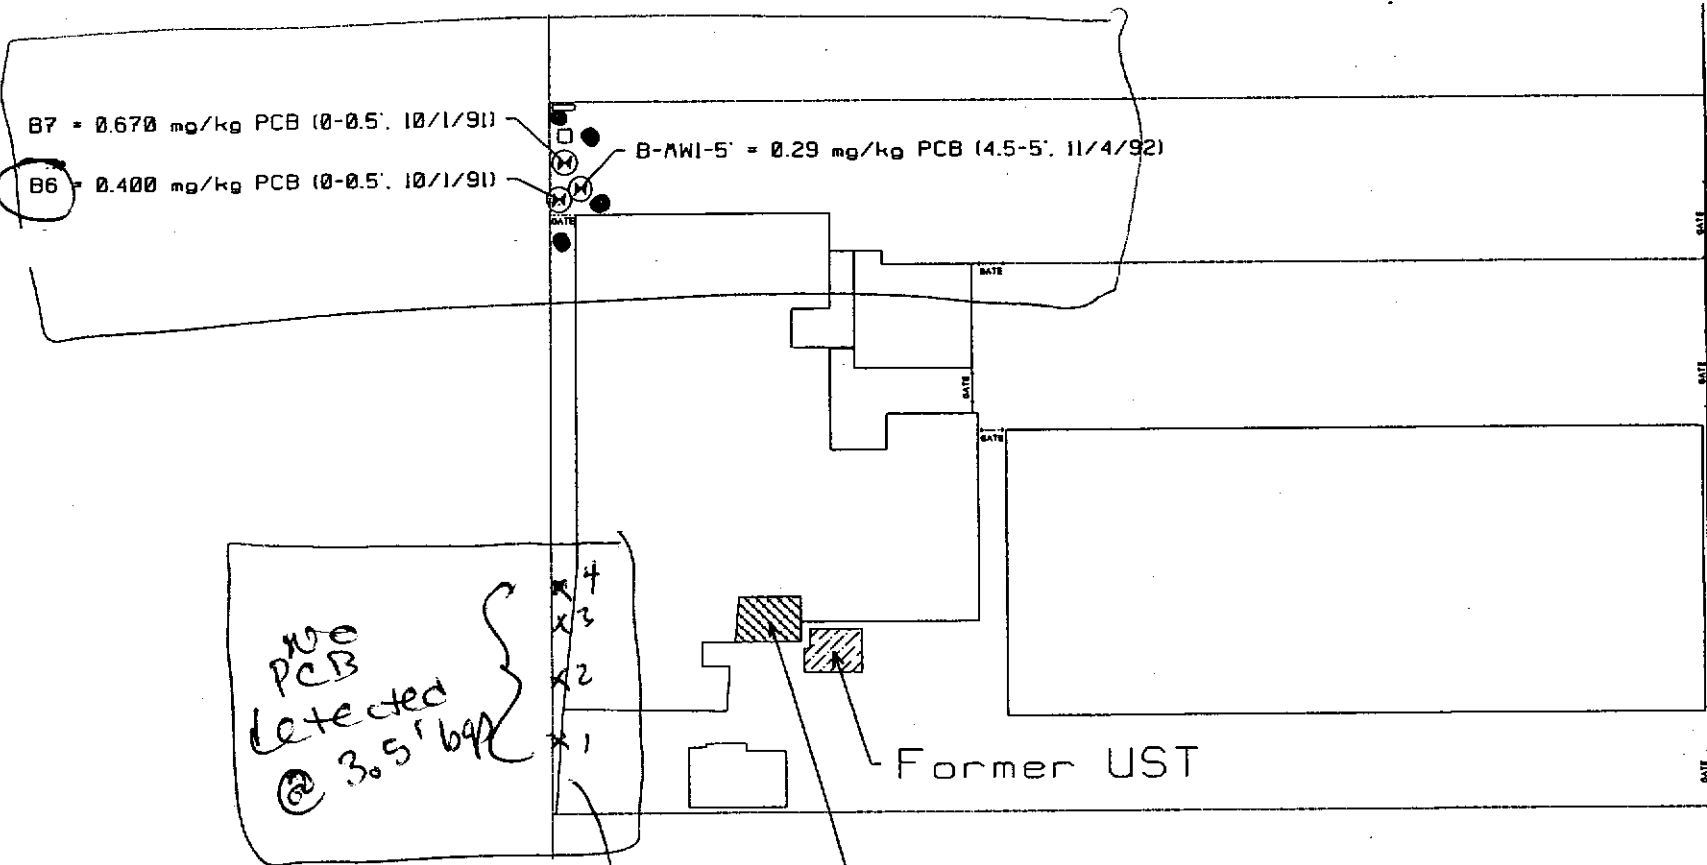 B7 = 0.670 mg/kg PCB (0-0.5', 10/1/91)
B-MW1-5' = 0.29 mg/kg PCB (4.5-5', 11/4/92)
B6 = 0.400 mg/kg PCB (0-0.5', 10/1/91)
GATE
GATE
GATE
GATE
GATE
GATE
4
3
2
1
No
PCB
Detected
@ 3.5'
Former UST
GATE